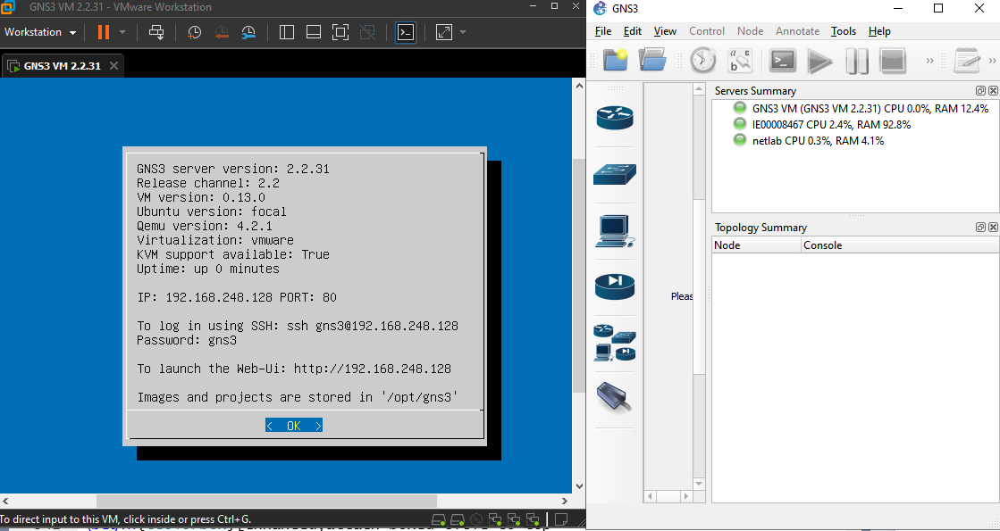 GNS3 VM 2.2.31 - VMware Workstation
Workstation
GNS3 VM 2.2.31
GNS3 server version: 2.2.31
Release channel: 2.2
VM version: 0.13.0
Ubuntu version: focal
Qemu version: 4.2.1
Virtualization: vmware
KVM support available: True
Uptime: up 0 minutes
IP: 192.168.248.128 PORT: 80
To log in using SSH: ssh gns3@192.168.248.128
Password: gns3
To launch the Web-Ui: http://192.168.248.128
Images and projects are stored in '/opt/gns3'
< OK >
To direct input to this VM, click inside or press Ctrl+G.
GNS3
File Edit View Control Node Annotate Tools Help
Pleas
Servers Summary
GNS3 VM (GNS3 VM 2.2.31) CPU 0.0%, RAM 12.4%
IE00008467 CPU 2.4%, RAM 92.8%
netlab CPU 0.3%, RAM 4.1%
Topology Summary
Node Console